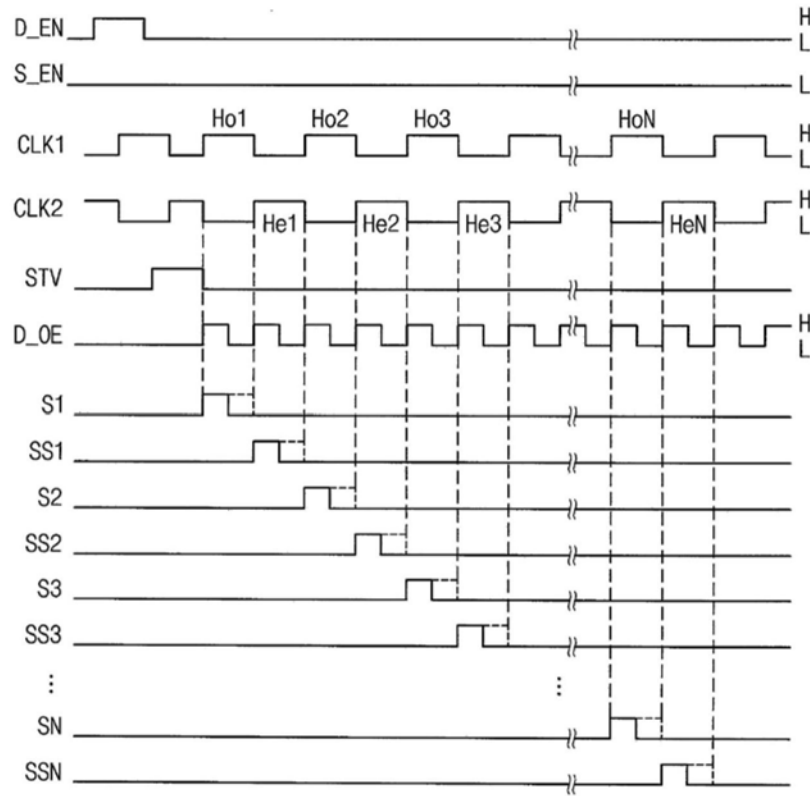 D_EN H
L
S_EN L
Ho1 Ho2 Ho3 HoN
CLK1 H
L
CLK2 H
L
He1 He2 He3 HeN
STV
D_OE H
L
S1
SS1
S2
SS2
S3
SS3
⋮ ⋮
SN
SSN